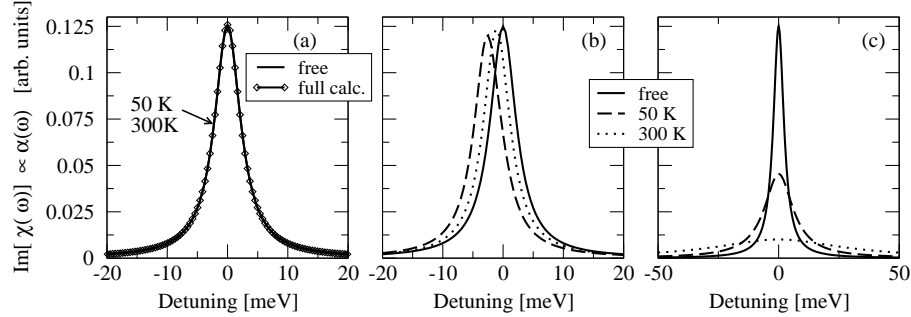 Im[ χ( ω)] ∝ α(ω) [arb. units]
0.125
0.1
0.075
0.05
0.025
0
(a)
free
full calc.
50 K
300K
-20 -10 0 10 20
Detuning [meV]
(b)
-20 -10 0 10 20
Detuning [meV]
free
50 K
300 K
(c)
-50 0 50
Detuning [meV]